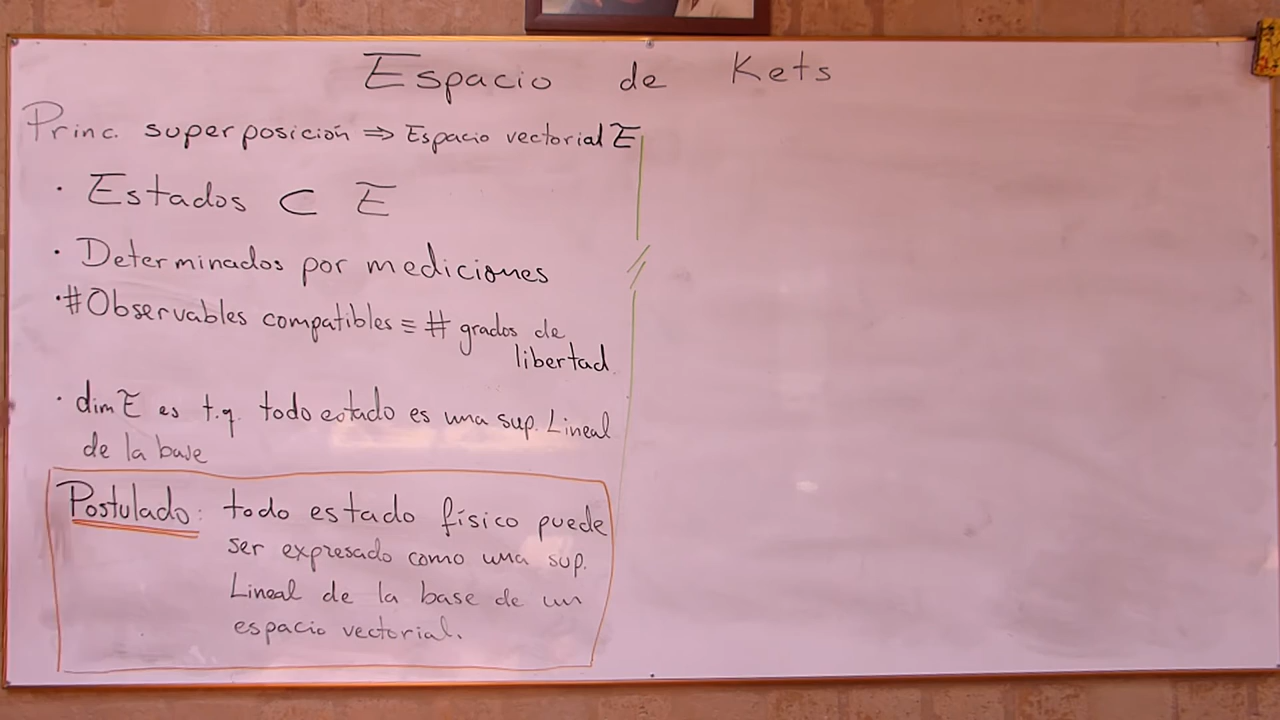 Espacio de Kets
Princ. superposición ⇒ Espacio vectorial E
· Estados ⊂ E
· Determinados por mediciones
· #Observables compatibles ≡ # grados de
libertad.
· dim E es t.q. todo estado es una sup. Lineal
de la base
Postulado: todo estado físico puede
ser expresado como una sup.
Lineal de la base de un
espacio vectorial.